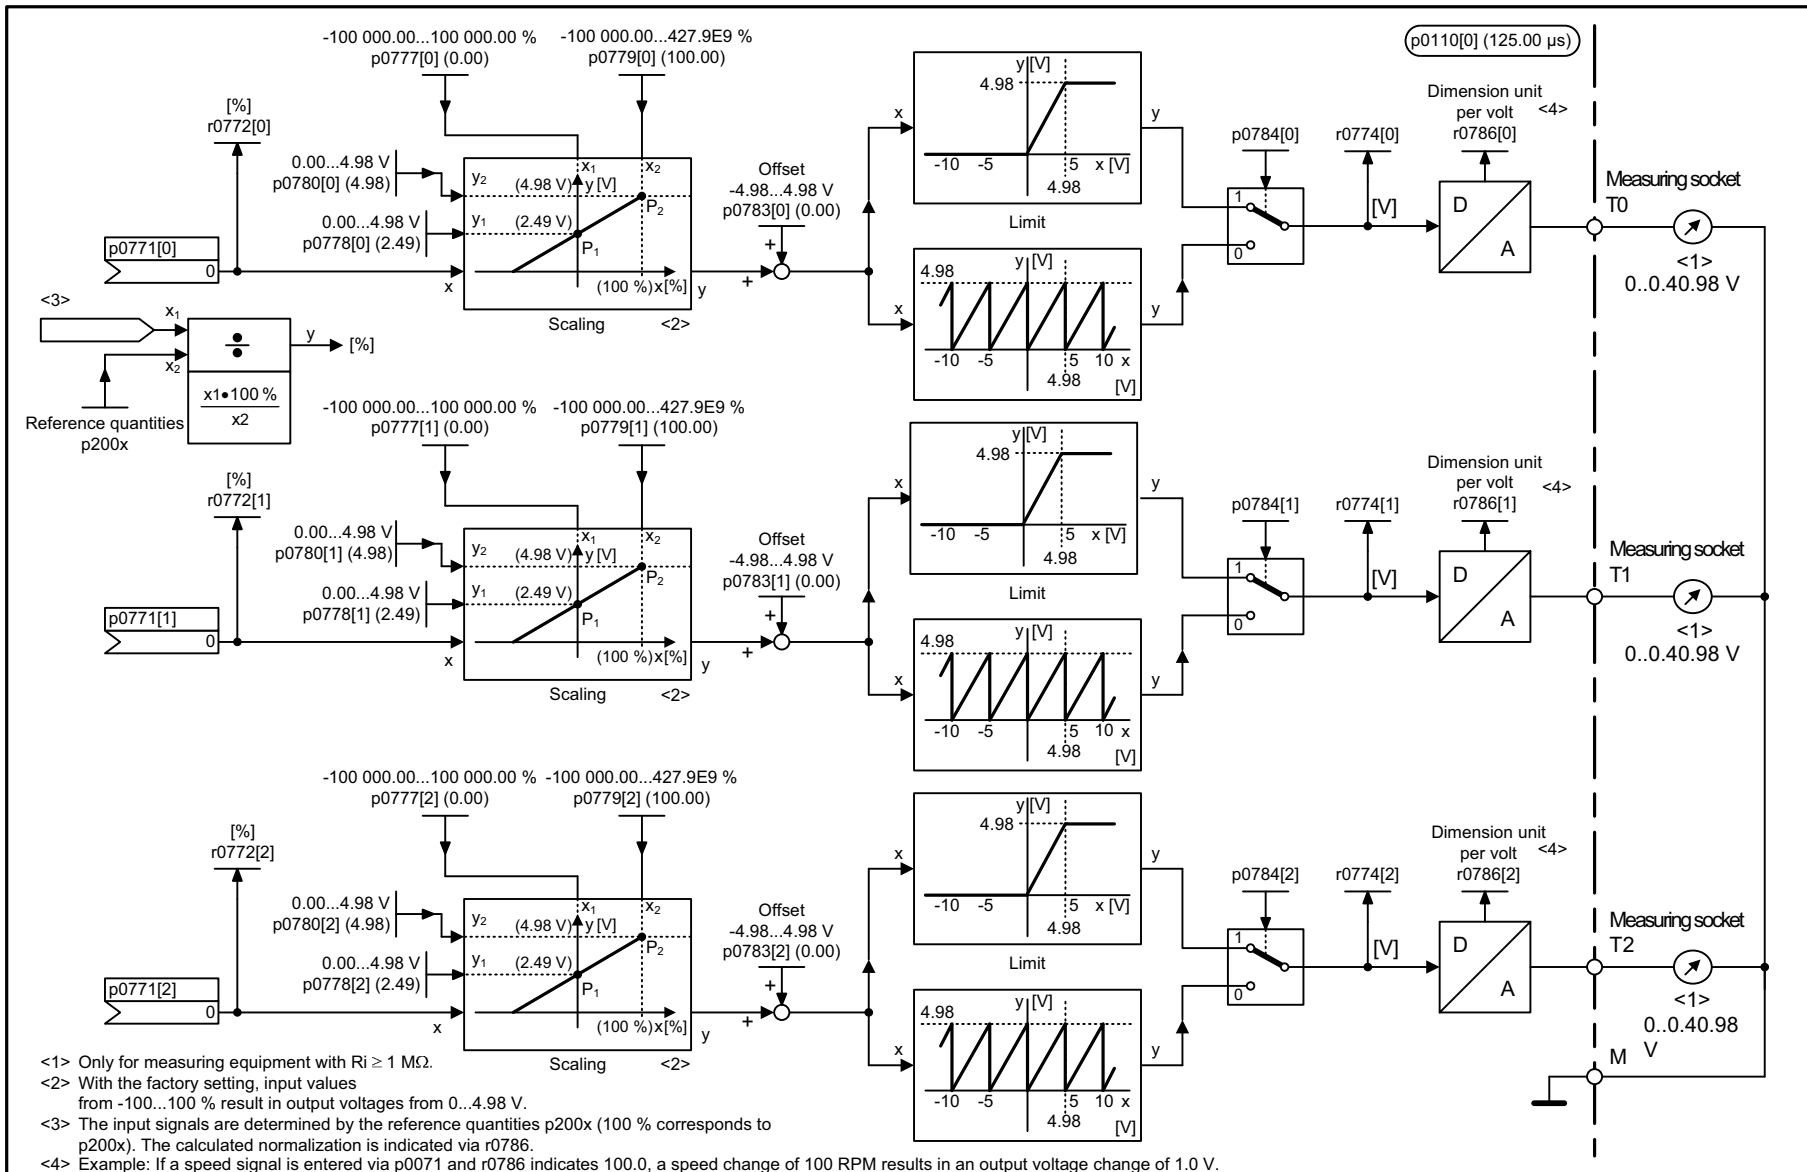 -100 000.00...100 000.00 %
p0777[0] (0.00)
-100 000.00...427.9E9 %
p0779[0] (100.00)
p0110[0] (125.00 µs)
[%]
r0772[0]
0.00...4.98 V
p0780[0] (4.98)
0.00...4.98 V
p0778[0] (2.49)
p0771[0]
0
x
x1
x2
y2
(4.98 V)
y [V]
P2
y1
(2.49 V)
P1
(100 %)
x [%]
y
Scaling
<2>
Offset
-4.98...4.98 V
p0783[0] (0.00)
+
+
x
y [V]
4.98
-10
-5
5
x [V]
4.98
y
Limit
x
4.98
y [V]
-10
-5
5
10
x
4.98
[V]
y
p0784[0]
1
0
r0774[0]
[V]
Dimension unit
per volt
<4>
r0786[0]
D
A
Measuring socket
T0
<1>
0..0.40.98 V
<3>
x1
x2
÷
x1•100 %
x2
y
[%]
Reference quantities
p200x
-100 000.00...100 000.00 %
p0777[1] (0.00)
-100 000.00...427.9E9 %
p0779[1] (100.00)
[%]
r0772[1]
0.00...4.98 V
p0780[1] (4.98)
0.00...4.98 V
p0778[1] (2.49)
p0771[1]
0
x
x1
x2
y2
(4.98 V)
y [V]
P2
y1
(2.49 V)
P1
(100 %)
x [%]
y
Scaling
<2>
Offset
-4.98...4.98 V
p0783[1] (0.00)
+
+
x
y [V]
4.98
-10
-5
5
x [V]
4.98
y
Limit
x
4.98
y [V]
-10
-5
5
10
x
4.98
[V]
y
p0784[1]
1
0
r0774[1]
[V]
Dimension unit
per volt
<4>
r0786[1]
D
A
Measuring socket
T1
<1>
0..0.40.98 V
-100 000.00...100 000.00 %
p0777[2] (0.00)
-100 000.00...427.9E9 %
p0779[2] (100.00)
[%]
r0772[2]
0.00...4.98 V
p0780[2] (4.98)
0.00...4.98 V
p0778[2] (2.49)
p0771[2]
0
x
x1
x2
y2
(4.98 V)
y [V]
P2
y1
(2.49 V)
P1
(100 %)
x [%]
y
Scaling
<2>
Offset
-4.98...4.98 V
p0783[2] (0.00)
+
+
x
y [V]
4.98
-10
-5
5
x [V]
4.98
y
Limit
x
4.98
y [V]
-10
-5
5
10
x
4.98
[V]
y
p0784[2]
1
0
r0774[2]
[V]
Dimension unit
per volt
<4>
r0786[2]
D
A
Measuring socket
T2
<1>
0..0.40.98
V
M
<1> Only for measuring equipment with Ri ≥ 1 MΩ.
<2> With the factory setting, input values
from -100...100 % result in output voltages from 0...4.98 V.
<3> The input signals are determined by the reference quantities p200x (100 % corresponds to
p200x). The calculated normalization is indicated via r0786.
<4> Example: If a speed signal is entered via p0071 and r0786 indicates 100.0, a speed change of 100 RPM results in an output voltage change of 1.0 V.